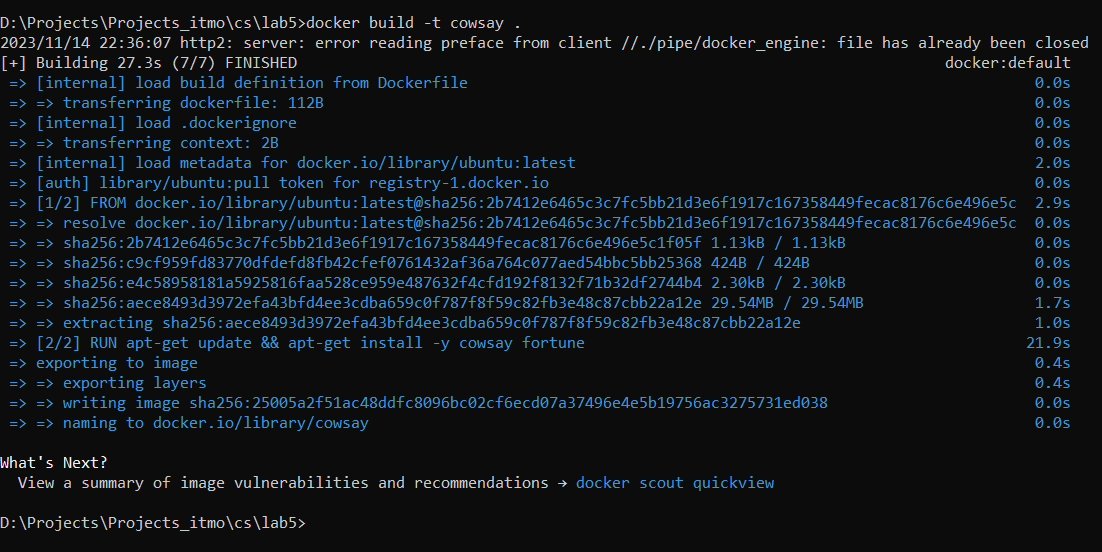 D:\Projects\Projects_itmo\cs\lab5>docker build -t cowsay .
2023/11/14 22:36:07 http2: server: error reading preface from client //./pipe/docker_engine: file has already been closed
[+] Building 27.3s (7/7) FINISHED docker:default
=> [internal] load build definition from Dockerfile 0.0s
=> => transferring dockerfile: 112B 0.0s
=> [internal] load .dockerignore 0.0s
=> => transferring context: 2B 0.0s
=> [internal] load metadata for docker.io/library/ubuntu:latest 2.0s
=> [auth] library/ubuntu:pull token for registry-1.docker.io 0.0s
=> [1/2] FROM docker.io/library/ubuntu:latest@sha256:2b7412e6465c3c7fc5bb21d3e6f1917c167358449fecac8176c6e496e5c 2.9s
=> => resolve docker.io/library/ubuntu:latest@sha256:2b7412e6465c3c7fc5bb21d3e6f1917c167358449fecac8176c6e496e5c 0.0s
=> => sha256:2b7412e6465c3c7fc5bb21d3e6f1917c167358449fecac8176c6e496e5c1f05f 1.13kB / 1.13kB 0.0s
=> => sha256:c9cf959fd83770dfdefd8fb42cfef0761432af36a764c077aed54bbc5bb25368 424B / 424B 0.0s
=> => sha256:e4c58958181a5925816faa528ce959e487632f4cfd192f8132f71b32df2744b4 2.30kB / 2.30kB 0.0s
=> => sha256:aece8493d3972efa43bfd4ee3cdba659c0f787f8f59c82fb3e48c87cbb22a12e 29.54MB / 29.54MB 1.7s
=> => extracting sha256:aece8493d3972efa43bfd4ee3cdba659c0f787f8f59c82fb3e48c87cbb22a12e 1.0s
=> [2/2] RUN apt-get update && apt-get install -y cowsay fortune 21.9s
=> exporting to image 0.4s
=> => exporting layers 0.4s
=> => writing image sha256:25005a2f51ac48ddfc8096bc02cf6ecd07a37496e4e5b19756ac3275731ed038 0.0s
=> => naming to docker.io/library/cowsay 0.0s
What's Next?
View a summary of image vulnerabilities and recommendations → docker scout quickview
D:\Projects\Projects_itmo\cs\lab5>